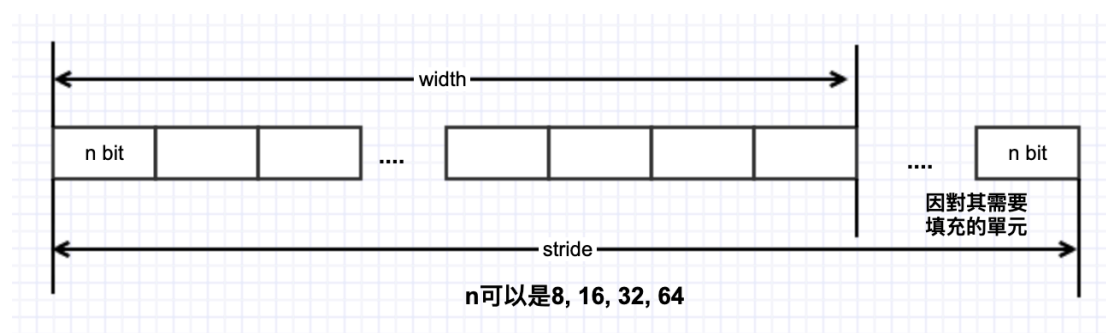 width
n bit
....
....
n bit
因對其需要
填充的單元
stride
n可以是8, 16, 32, 64